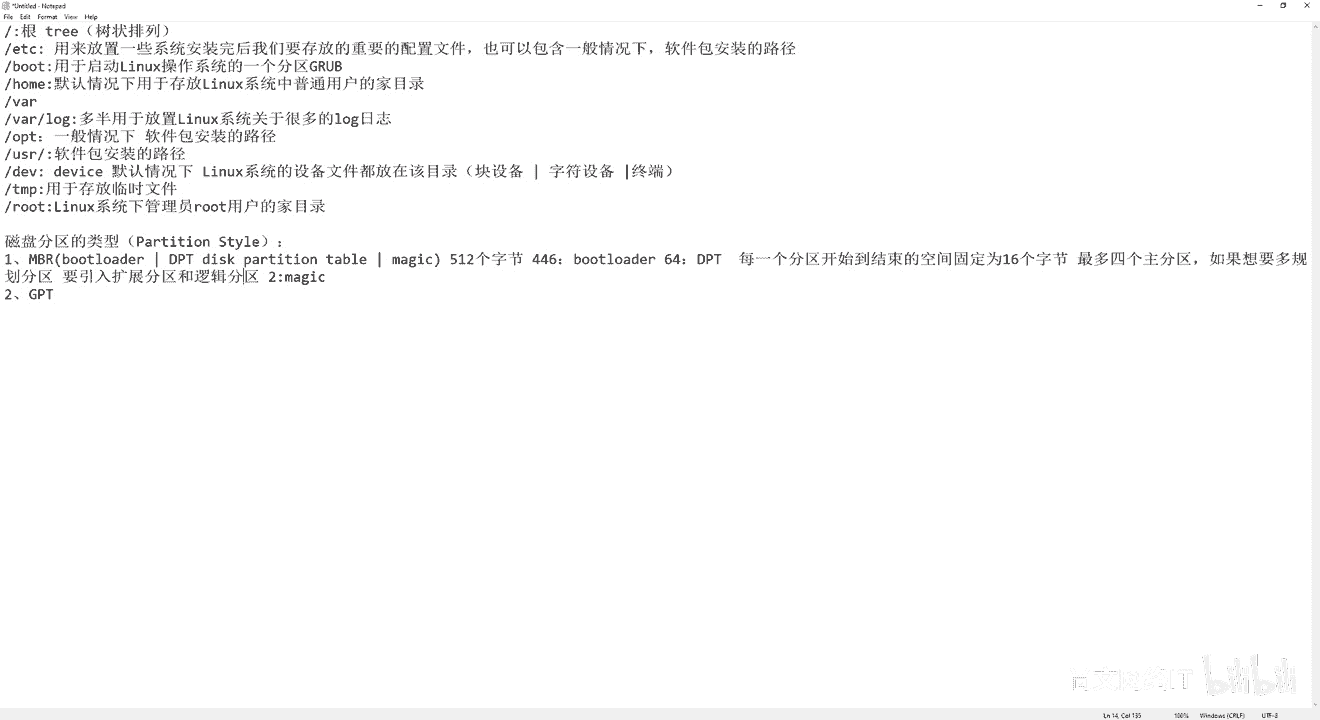 *Untitled - Notepad
File Edit Format View Help
/:根 tree（树状排列）
/etc: 用来放置一些系统安装完后我们要存放的重要的配置文件，也可以包含一般情况下，软件包安装的路径
/boot:用于启动Linux操作系统的一个分区GRUB
/home:默认情况下用于存放Linux系统中普通用户的家目录
/var
/var/log:多半用于放置Linux系统关于很多的log日志
/opt：一般情况下 软件包安装的路径
/usr/:软件包安装的路径
/dev: device 默认情况下 Linux系统的设备文件都放在该目录（块设备 | 字符设备 |终端）
/tmp:用于存放临时文件
/root:Linux系统下管理员root用户的家目录
磁盘分区的类型（Partition Style）：
1、MBR(bootloader | DPT disk partition table | magic) 512个字节 446：bootloader 64：DPT  每一个分区开始到结束的空间固定为16个字节 最多四个主分区，如果想要多规
划分区 要引入扩展分区和逻辑分区 2:magic
2、GPT
bilibili
Ln 14, Col 135 100% Windows (CRLF) UTF-8